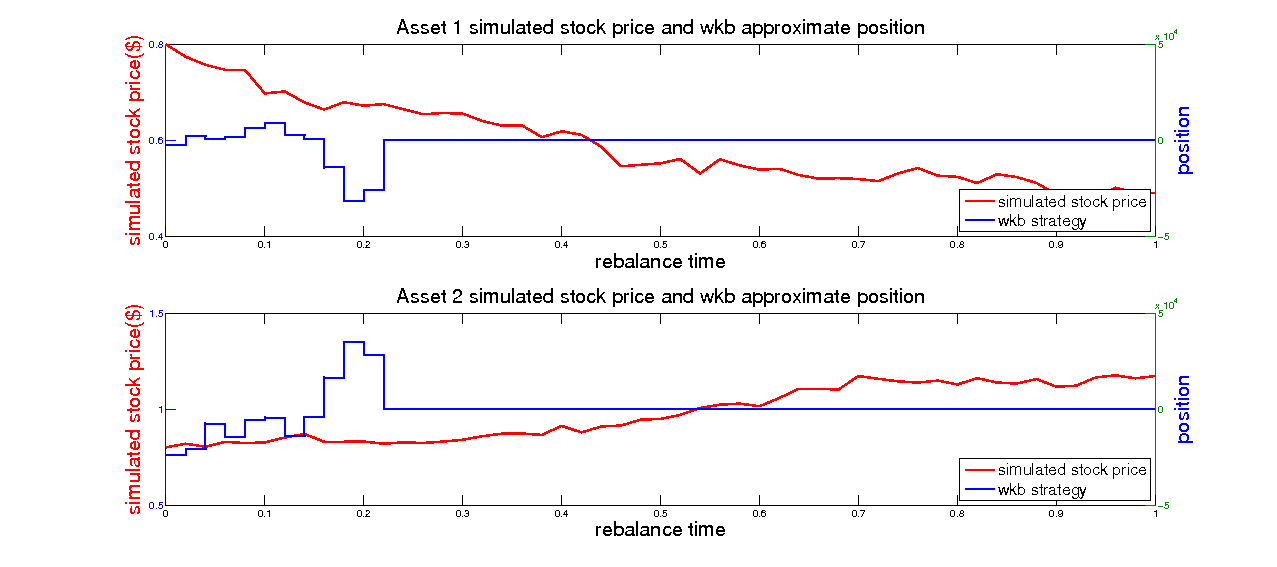 Asset 1 simulated stock price and wkb approximate position
x 10^4
simulated stock price($)
0.8
0.6
0.4
5
0
-5
position
simulated stock price
wkb strategy
0 0.1 0.2 0.3 0.4 0.5 0.6 0.7 0.8 0.9 1
rebalance time
Asset 2 simulated stock price and wkb approximate position
x 10^4
simulated stock price($)
1.5
1
0.5
5
0
-5
position
simulated stock price
wkb strategy
0 0.1 0.2 0.3 0.4 0.5 0.6 0.7 0.8 0.9 1
rebalance time